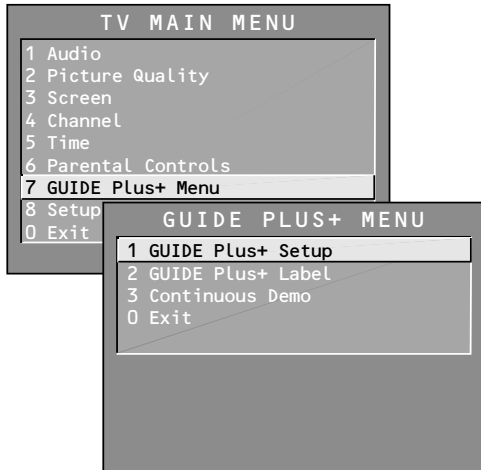 TV MAIN MENU
1 Audio
2 Picture Quality
3 Screen
4 Channel
5 Time
6 Parental Controls
7 GUIDE Plus+ Menu
8 Setup
0 Exit
GUIDE PLUS+ MENU
1 GUIDE Plus+ Setup
2 GUIDE Plus+ Label
3 Continuous Demo
0 Exit